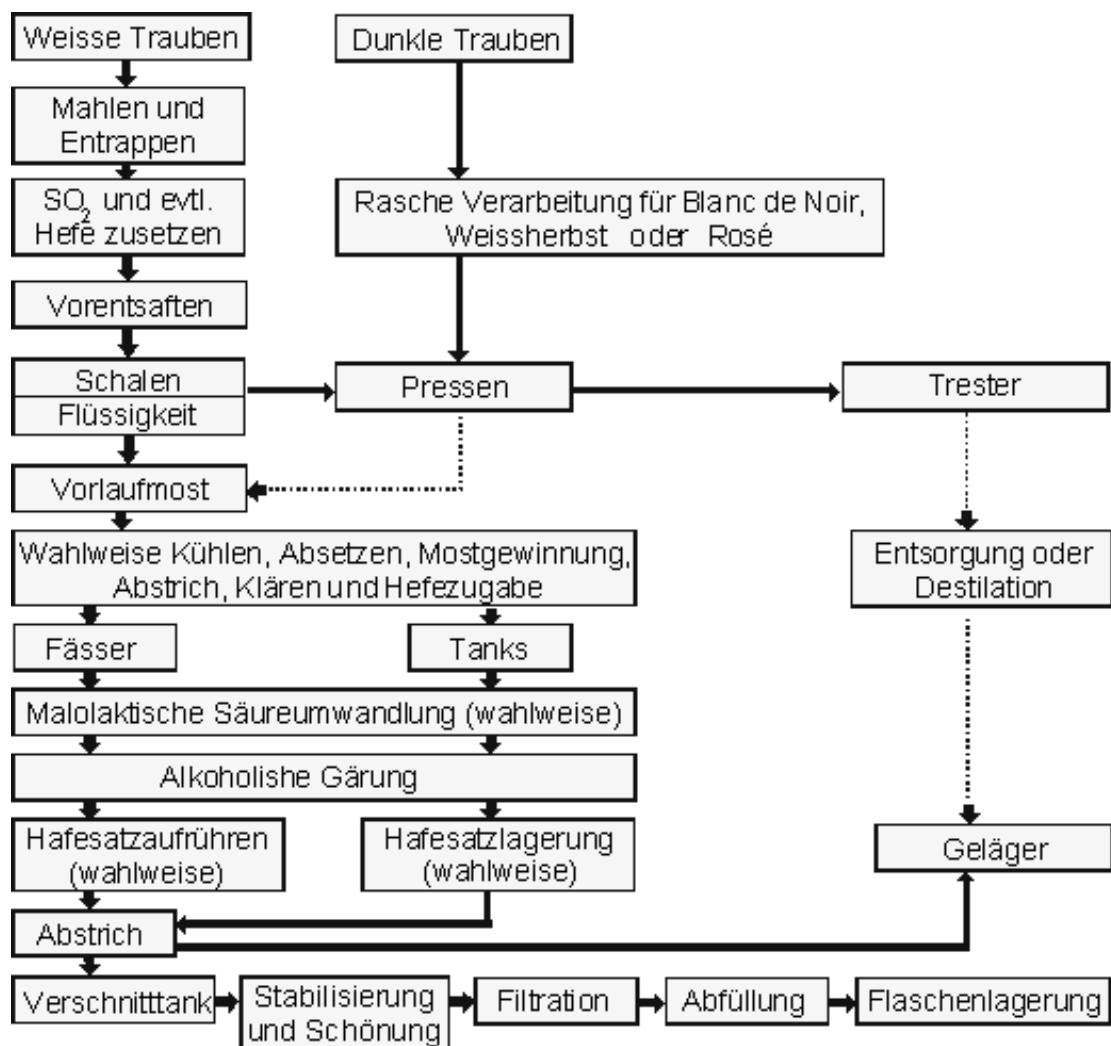 Weisse Trauben
Dunkle Trauben
Mahlen und
Entrappen
SO₂ und evtl.
Hefe zusetzen
Rasche Verarbeitung für Blanc de Noir,
Weissherbst oder Rosé
Vorentsaften
Schalen
Flüssigkeit
Pressen
Trester
Vorlaufmost
Wahlweise Kühlen, Absetzen, Mostgewinnung,
Abstrich, Klären und Hefezugabe
Entsorgung oder
Destilation
Fässer
Tanks
Malolaktische Säureumwandlung (wahlweise)
Alkoholishe Gärung
Hafesatzaufrühren
(wahlweise)
Hafesatzlagerung
(wahlweise)
Geläger
Abstrich
Verschnitttank
Stabilisierung
und Schönung
Filtration
Abfüllung
Flaschenlagerung